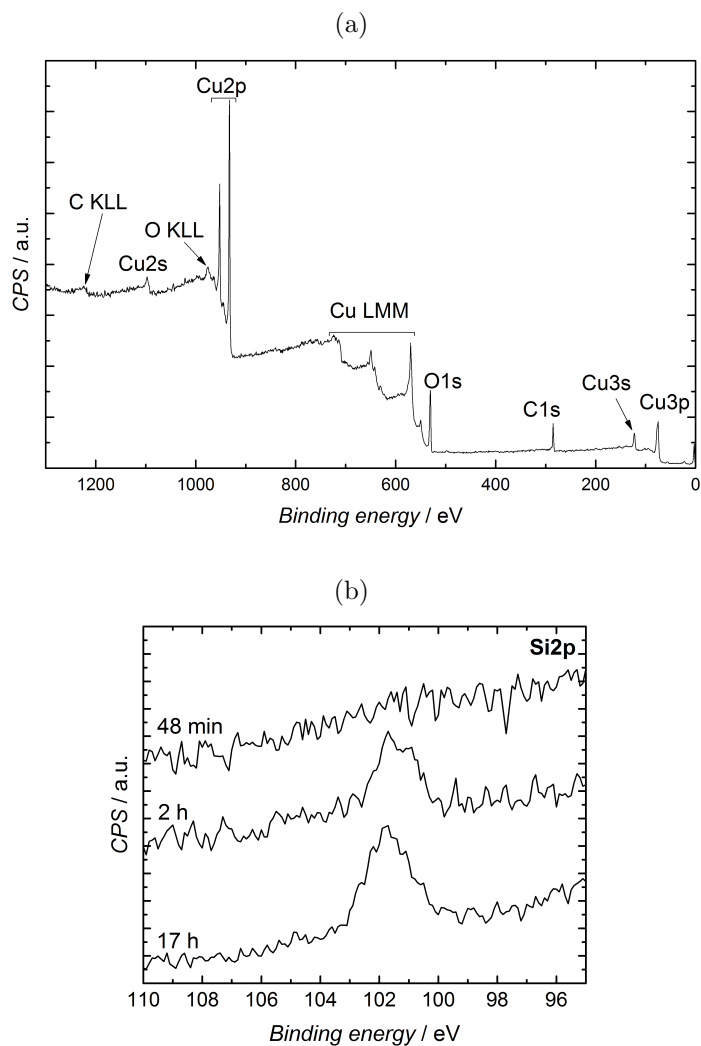 (a)
Cu2p
C KLL
O KLL
Cu2s
Cu LMM
O1s
C1s
Cu3s
Cu3p
CPS / a.u.
1200 1000 800 600 400 200 0
Binding energy / eV
(b)
Si2p
48 min
2 h
17 h
CPS / a.u.
110 108 106 104 102 100 98 96
Binding energy / eV